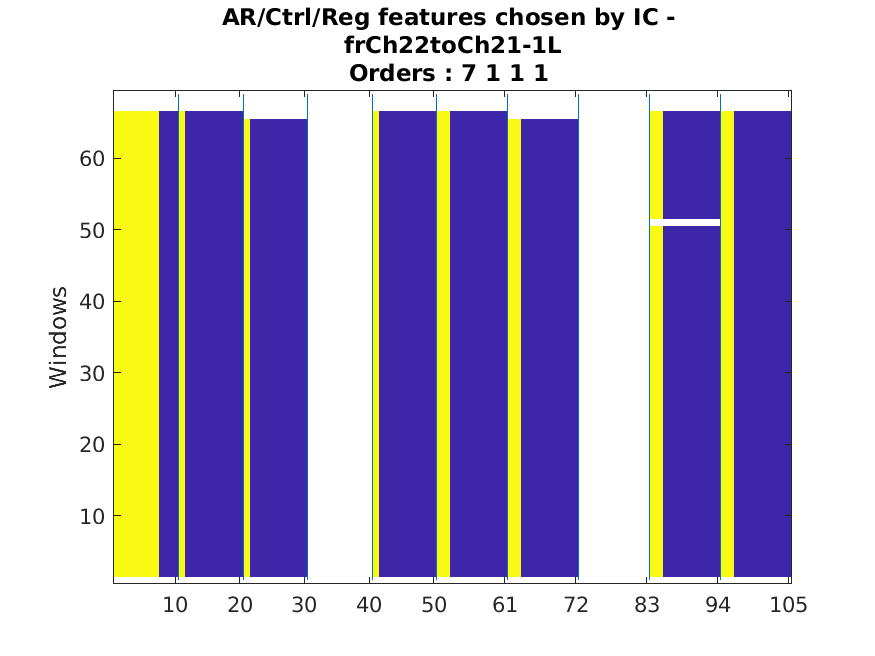 AR/Ctrl/Reg features chosen by IC -
frCh22toCh21-1L
Orders : 7 1 1 1
60
50
40
30
20
10
Windows
10 20 30 40 50 61 72 83 94 105